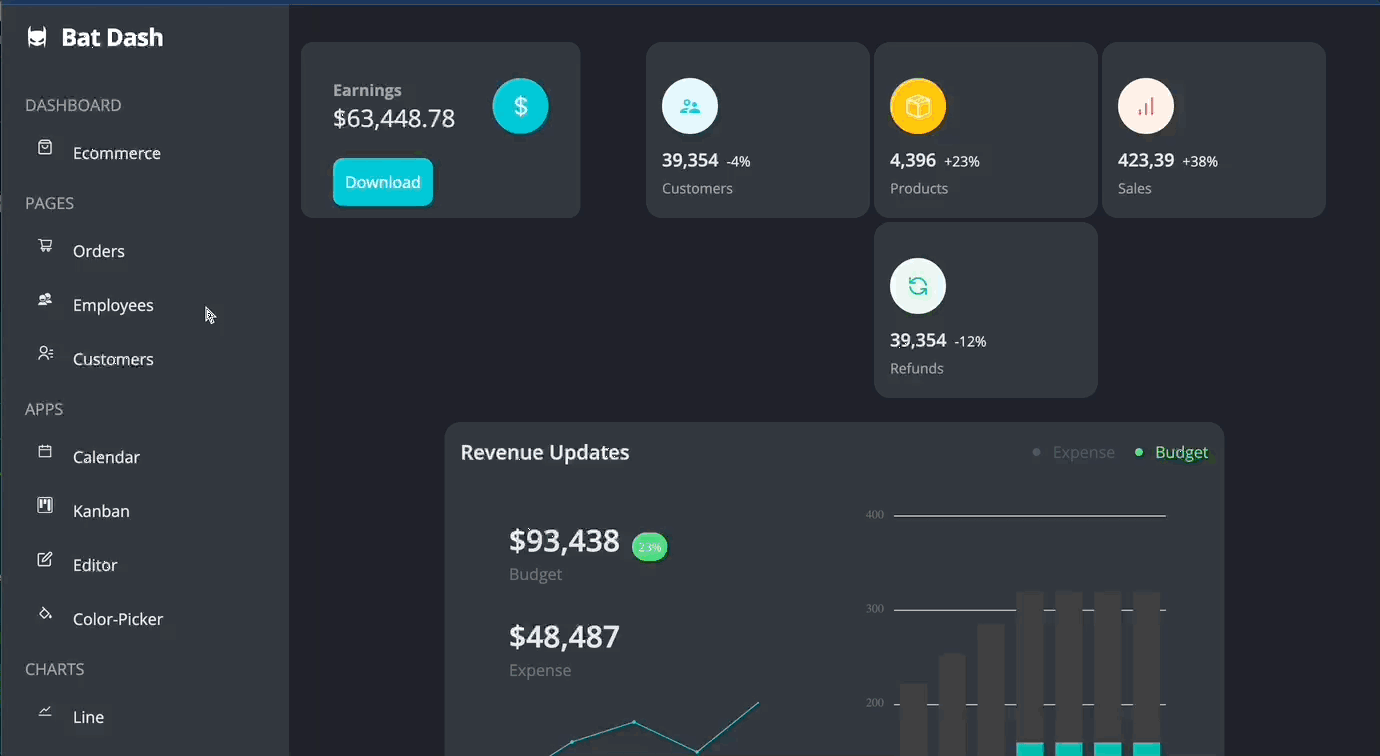 Bat Dash
DASHBOARD
Ecommerce
PAGES
Orders
Employees
Customers
APPS
Calendar
Kanban
Editor
Color-Picker
CHARTS
Line
Earnings
$63,448.78
$
Download
39,354 -4%
Customers
4,396 +23%
Products
423,39 +38%
Sales
39,354 -12%
Refunds
Revenue Updates
Expense
Budget
$93,438 23%
Budget
$48,487
Expense
400
300
200